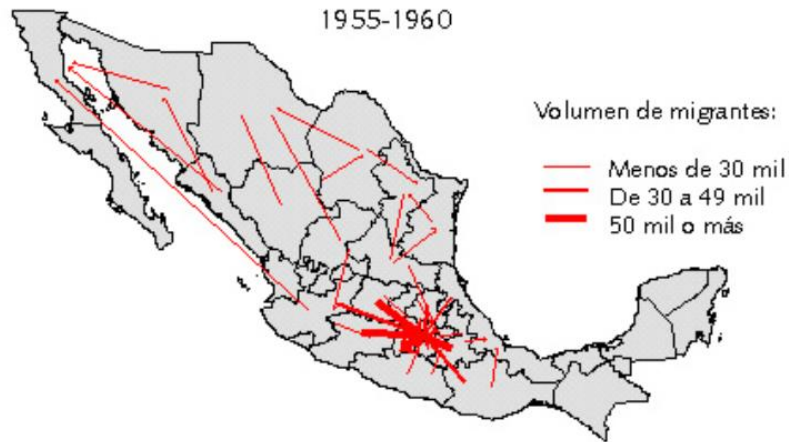 1955-1960
Volumen de migrantes:
Menos de 30 mil
De 30 a 49 mil
50 mil o más